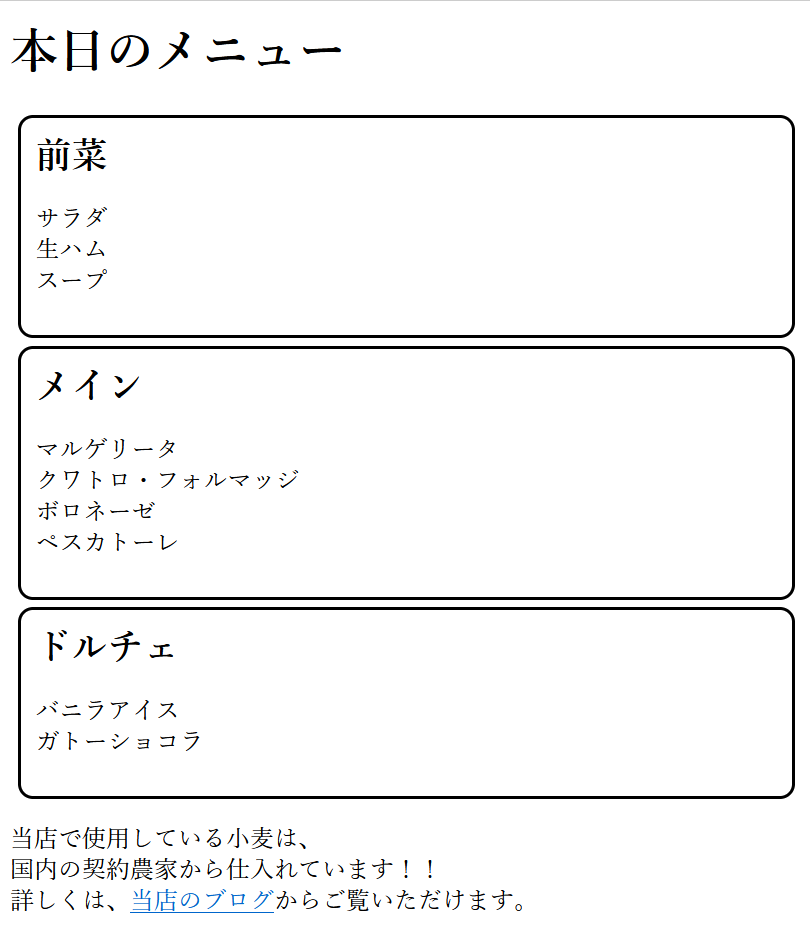 本日のメニュー
前菜
サラダ
生ハム
スープ
メイン
マルゲリータ
クワトロ・フォルマッジ
ボロネーゼ
ペスカトーレ
ドルチェ
バニラアイス
ガトーショコラ
当店で使用している小麦は、
国内の契約農家から仕入れています！！
詳しくは、当店のブログからご覧いただけます。